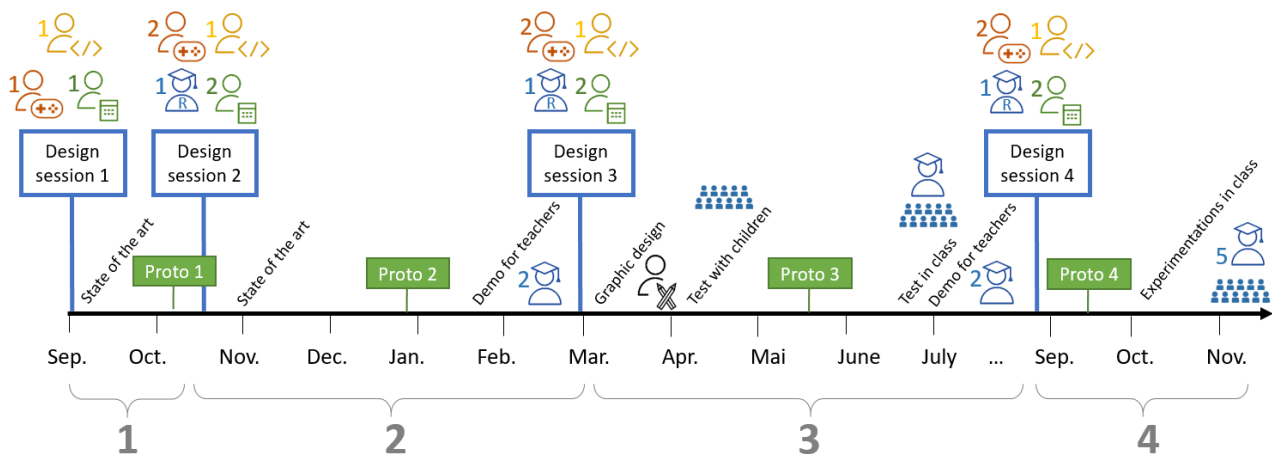 1
</>
1
1
2
1
</>
1
R
2
2
1
</>
1
R
2
2
1
</>
1
R
2
Design
session 1
Design
session 2
Design
session 3
Design
session 4
State of the art
Proto 1
State of the art
Proto 2
Demo for teachers
2
Graphic design
Test with children
Proto 3
Test in class
Demo for teachers
2
Proto 4
Experimentations in class
5
Sep.
Oct.
Nov.
Dec.
Jan.
Feb.
Mar.
Apr.
Mai
June
July
...
Sep.
Oct.
Nov.
1
2
3
4